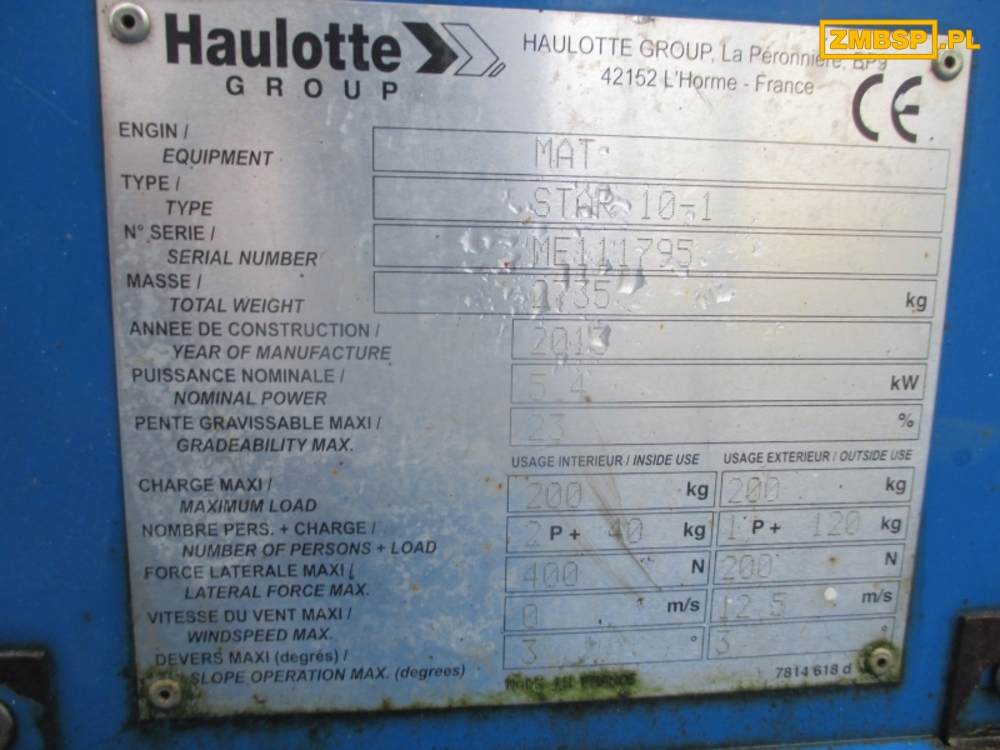 ZMBSP.PL
Haulotte
GROUP
HAULOTTE GROUP, La Péronnière, BP9
42152 L'Horme - France
CE
ENGIN /
EQUIPMENT MAT
TYPE /
TYPE STAR 10-1
N° SERIE /
SERIAL NUMBER ME111795
MASSE /
TOTAL WEIGHT 2735 kg
ANNEE DE CONSTRUCTION /
YEAR OF MANUFACTURE
PUISSANCE NOMINALE /
NOMINAL POWER 5.4 kW
PENTE GRAVISSABLE MAXI /
GRADEABILITY MAX. 23 %
USAGE INTERIEUR / INSIDE USE USAGE EXTERIEUR / OUTSIDE USE
CHARGE MAXI /
MAXIMUM LOAD 200 kg 200 kg
NOMBRE PERS. + CHARGE /
NUMBER OF PERSONS + LOAD 2 P + 40 kg 1 P + 120 kg
FORCE LATERALE MAXI /
LATERAL FORCE MAX. 400 N 200 N
VITESSE DU VENT MAXI /
WINDSPEED MAX. 0 m/s 12.5 m/s
DEVERS MAXI (degrés) /
SLOPE OPERATION MAX. (degrees) 3 ° 3 °
MADE IN FRANCE
7814 618 d